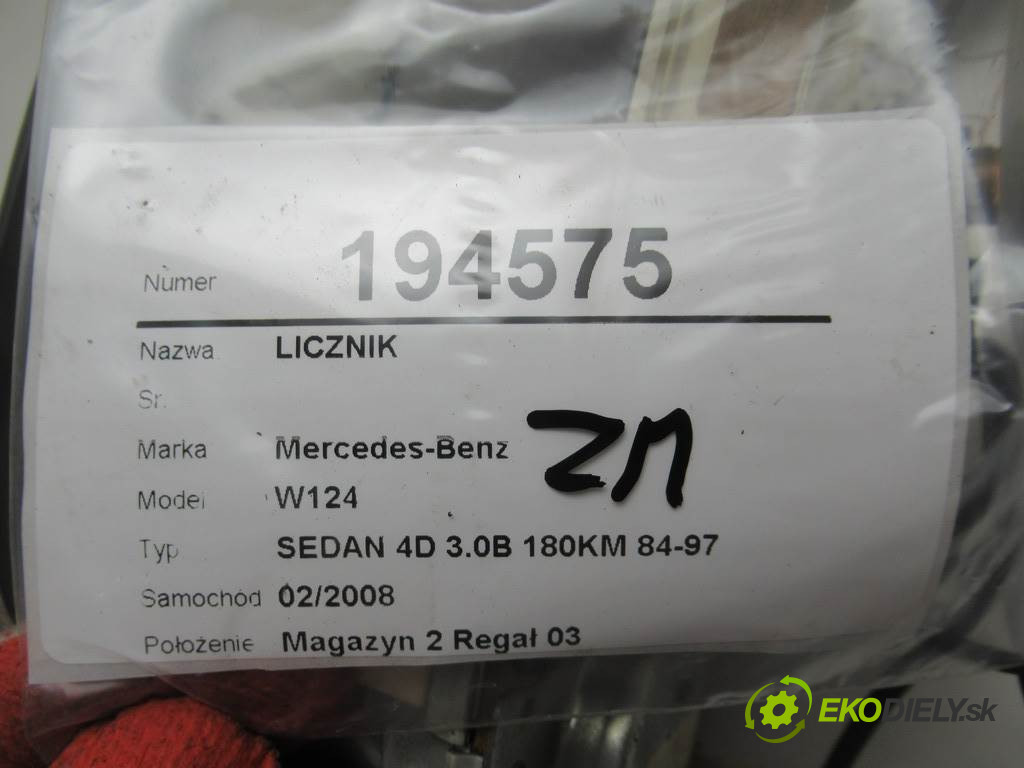 Numer 194575
Nazwa LICZNIK
Sr.
Marka Mercedes-Benz
ZM
Model W124
Typ SEDAN 4D 3.0B 180KM 84-97
Samochód 02/2008
Położenie Magazyn 2 Regał 03
EKODIELY.sk